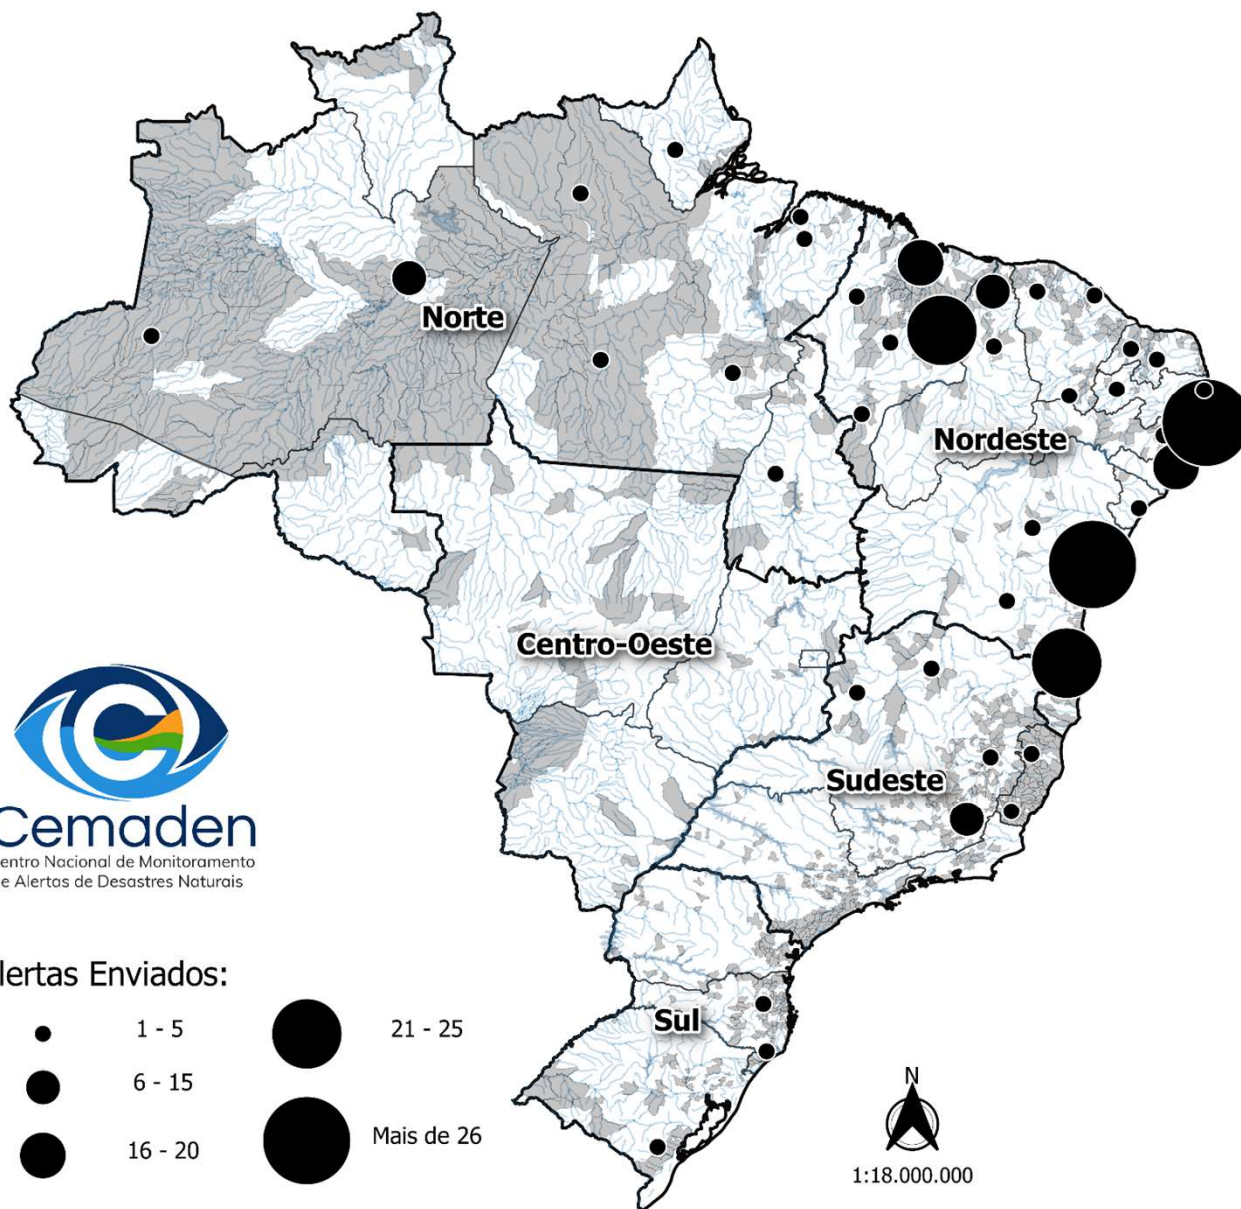 Norte
Nordeste
Centro-Oeste
Sudeste
Sul
Cemaden
entro Nacional de Monitoramento
e Alertas de Desastres Naturais
lertas Enviados:
1 - 5
6 - 15
16 - 20
21 - 25
Mais de 26
N
1:18.000.000